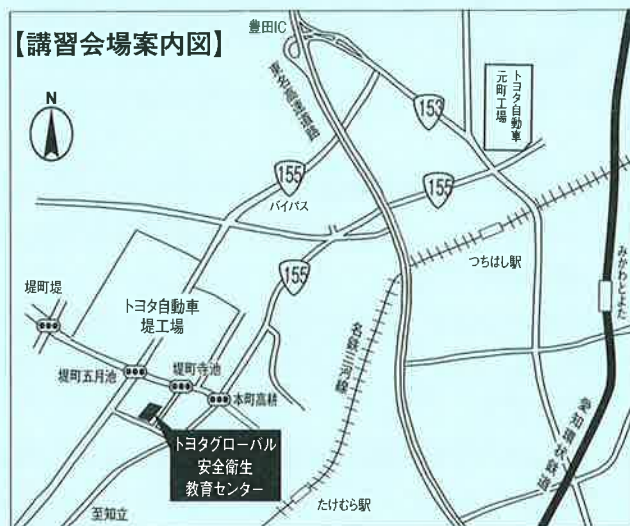 【講習会場案内図】
豊田IC
N
東名高速道路
153
トヨタ自動車
元町工場
155
バイパス
155
155
つちはし駅
みかわとよた
堤町堤
トヨタ自動車
堤工場
名鉄三河線
堤町五月池
堤町寺池
本町高耕
トヨタグローバル
安全衛生
教育センター
愛知環状鉄道
たけむら駅
至知立